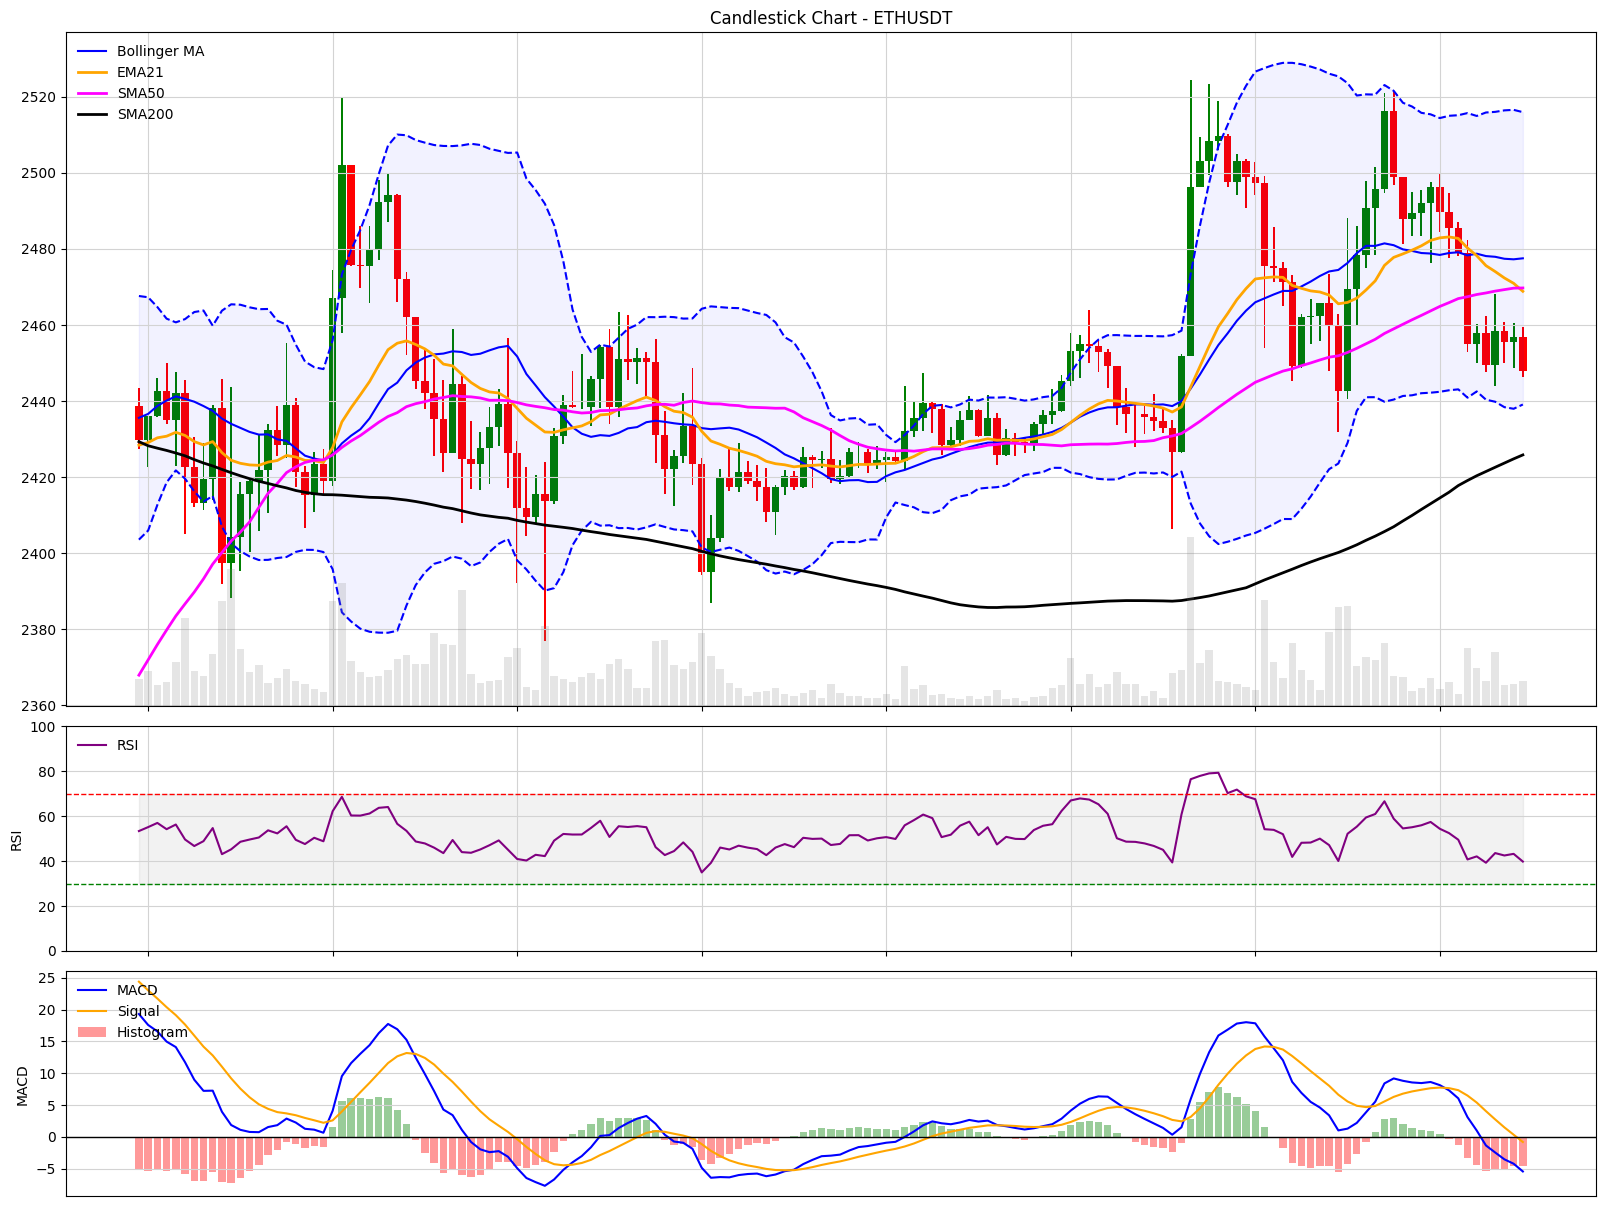 Candlestick Chart - ETHUSDT
Bollinger MA
EMA21
SMA50
SMA200
2520
2500
2480
2460
2440
2420
2400
2380
2360
RSI
100
80
60
40
20
0
RSI
MACD
Signal
Histogram
25
20
15
10
5
0
−5
MACD